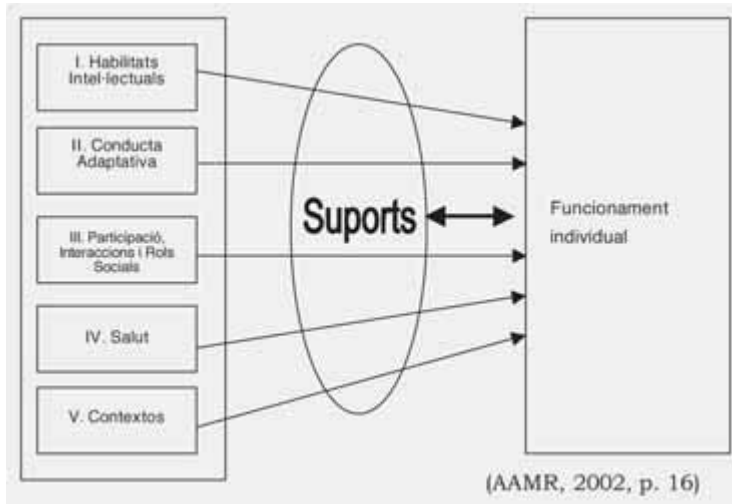 I. Habilitats
Intel·lectuals
II. Conducta
Adaptativa
III. Participació,
Interaccions i Rols
Socials
IV. Salut
V. Contextos
Suports
Funcionament
individual
(AAMR, 2002, p. 16)